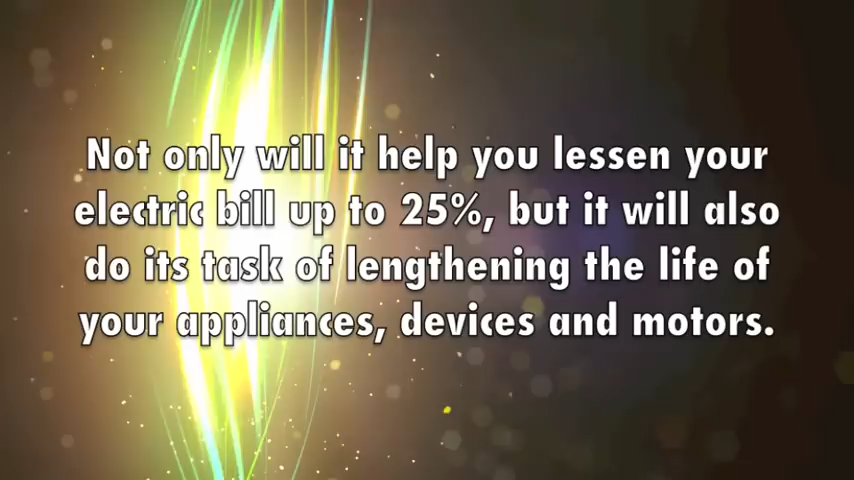 Not only will it help you lessen your
electric bill up to 25%, but it will also
do its task of lengthening the life of
your appliances, devices and motors.